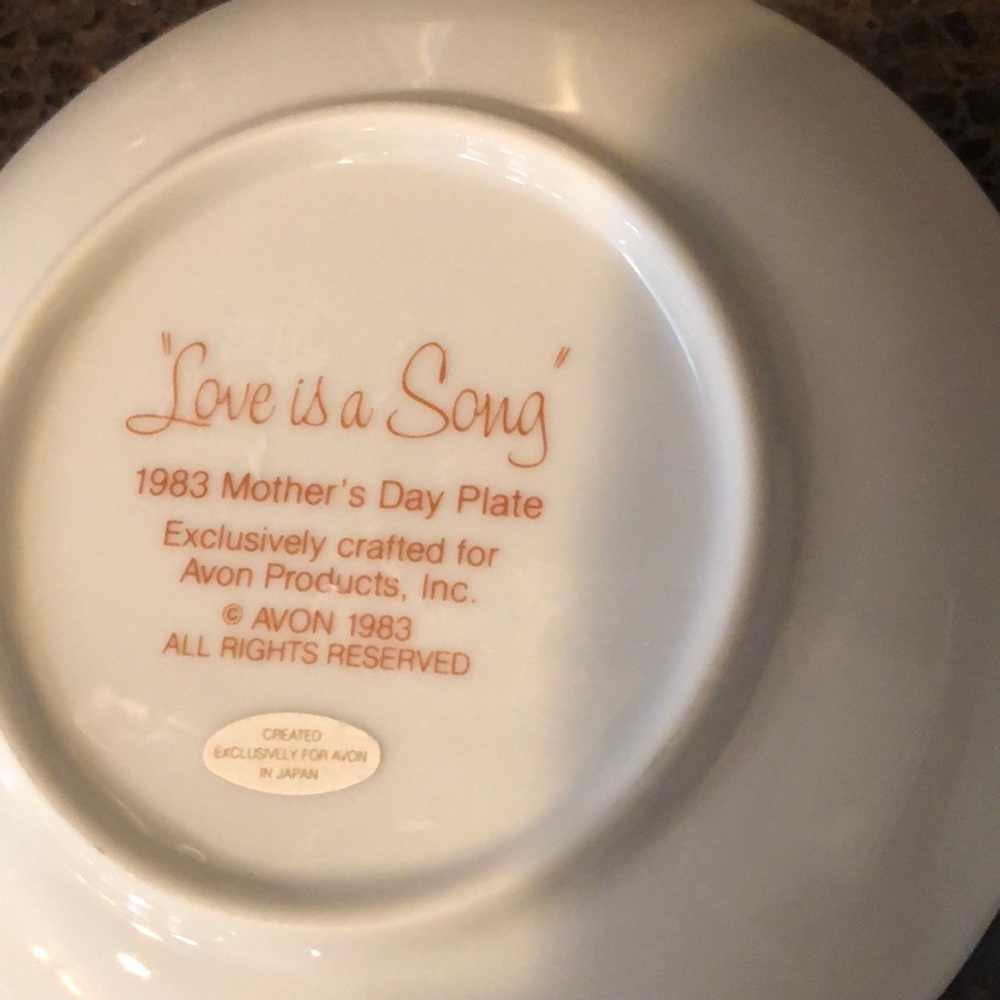 "Love is a Song"
1983 Mother's Day Plate
Exclusively crafted for
Avon Products, Inc.
© AVON 1983
ALL RIGHTS RESERVED
CREATED
EXCLUSIVELY FOR AVON
IN JAPAN